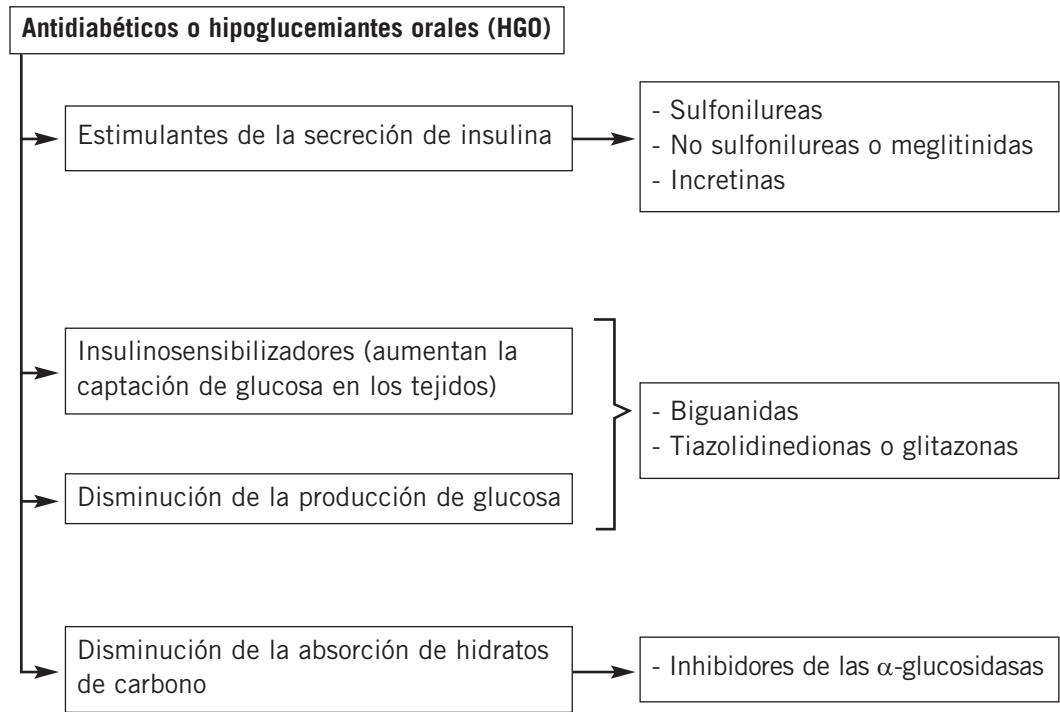 Antidiabéticos o hipoglucemiantes orales (HGO)
Estimulantes de la secreción de insulina
- Sulfonilureas
- No sulfonilureas o meglitinidas
- Incretinas
Insulinosensibilizadores (aumentan la
captación de glucosa en los tejidos)
Disminución de la producción de glucosa
- Biguanidas
- Tiazolidinedionas o glitazonas
Disminución de la absorción de hidratos
de carbono
- Inhibidores de las α-glucosidasas